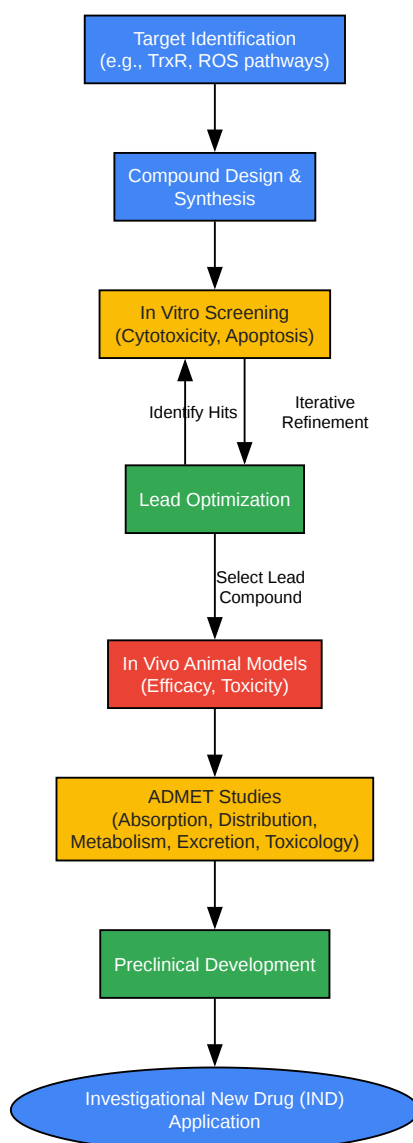 Target Identification
(e.g., TrxR, ROS pathways)
Compound Design &
Synthesis
In Vitro Screening
(Cytotoxicity, Apoptosis)
Identify Hits
Iterative
Refinement
Lead Optimization
Select Lead
Compound
In Vivo Animal Models
(Efficacy, Toxicity)
ADMET Studies
(Absorption, Distribution,
Metabolism, Excretion, Toxicology)
Preclinical Development
Investigational New Drug (IND)
Application